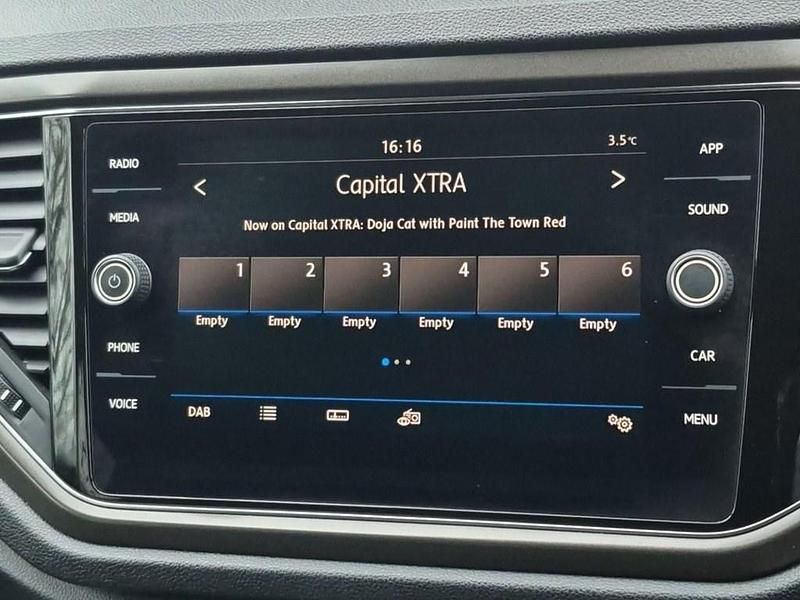 16:16
3.5°C
RADIO
APP
Capital XTRA
MEDIA
SOUND
Now on Capital XTRA: Doja Cat with Paint The Town Red
1 2 3 4 5 6
Empty Empty Empty Empty Empty Empty
PHONE
CAR
VOICE
DAB
MENU